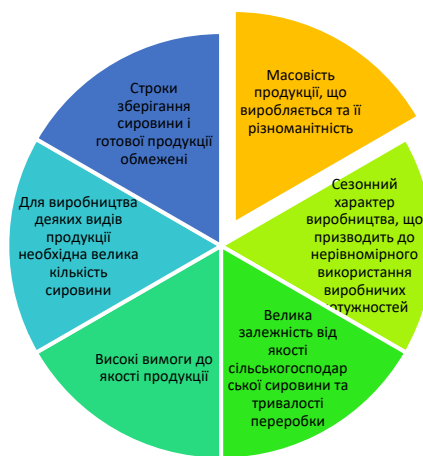 Масовість
продукції, що
виробляється та її
різноманітність
Сезонний
характер
виробництва, що
призводить до
нерівномірного
використання
виробничих
потужностей
Велика
залежність від
якості
сільськогосподар
ської сировини та
тривалості
переробки
Високі вимоги до
якості продукції
Для виробництва
деяких видів
продукції
необхідна велика
кількість
сировини
Строки
зберігання
сировини і
готової продукції
обмежені